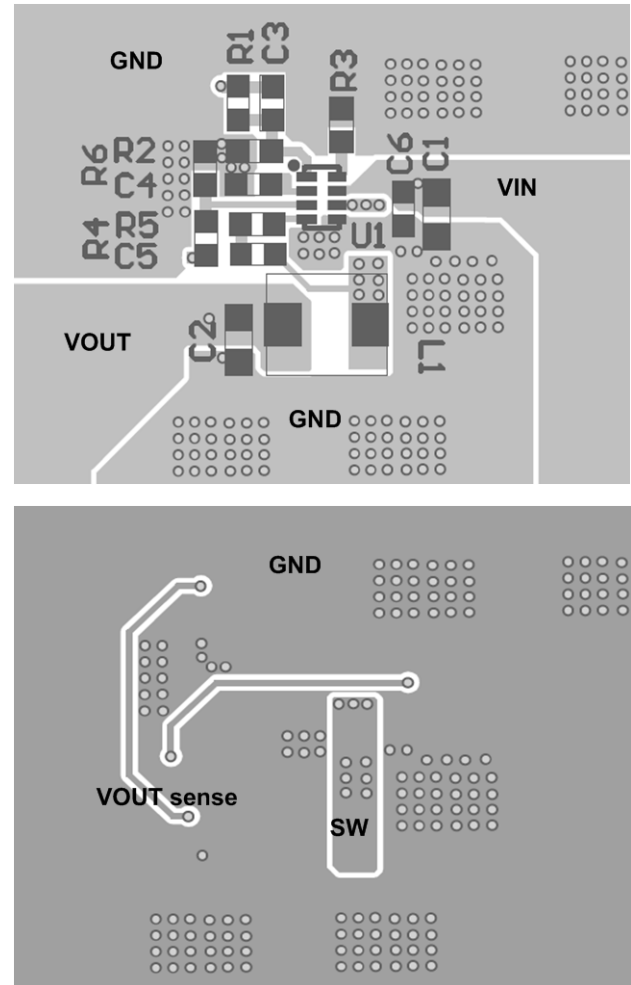 GND
R1
C3
R3
R6
R2
C4
C6
C1
VIN
R4
R5
C5
U1
VOUT
C2
L1
GND
GND
VOUT sense
SW